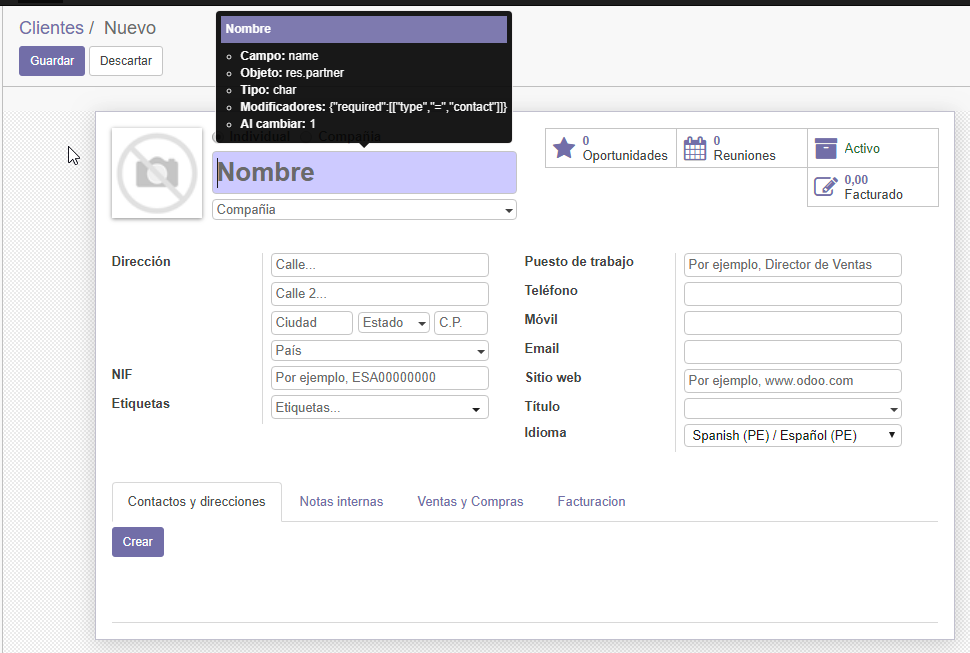 Clientes / Nuevo
Guardar Descartar
Nombre
Campo: name
Objeto: res.partner
Tipo: char
Modificadores: {"required":[["type","=","contact"]]}
Al cambiar: 1
Individual Compañía
Nombre
Compañia
0
Oportunidades
0
Reuniones
Activo
0,00
Facturado
Dirección
Calle...
Calle 2...
Ciudad Estado C.P.
País
NIF Por ejemplo, ESA00000000
Etiquetas Etiquetas...
Puesto de trabajo Por ejemplo, Director de Ventas
Teléfono
Móvil
Email
Sitio web Por ejemplo, www.odoo.com
Título
Idioma Spanish (PE) / Español (PE)
Contactos y direcciones Notas internas Ventas y Compras Facturacion
Crear